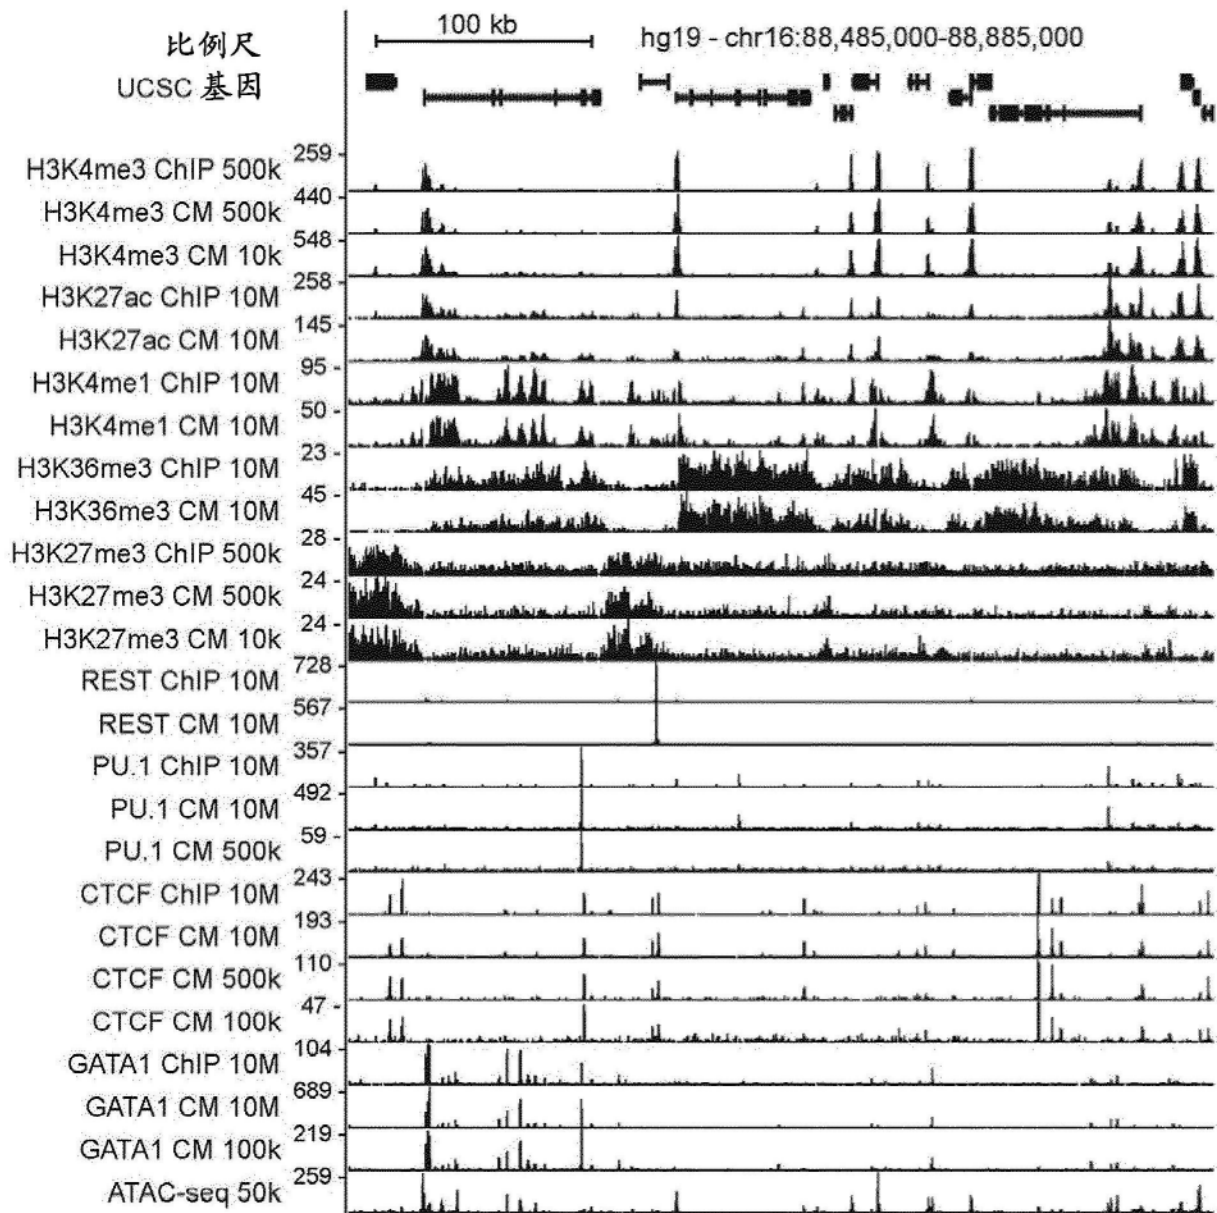 比例尺 100 kb hg19 - chr16:88,485,000-88,885,000
UCSC 基因
H3K4me3 ChIP 500k 259
H3K4me3 CM 500k 440
H3K4me3 CM 10k 548
H3K27ac ChIP 10M 258
H3K27ac CM 10M 145
H3K4me1 ChIP 10M 95
H3K4me1 CM 10M 50
H3K36me3 ChIP 10M 23
H3K36me3 CM 10M 45
H3K27me3 ChIP 500k 28
H3K27me3 CM 500k 24
H3K27me3 CM 10k 24
REST ChIP 10M 728
REST CM 10M 567
PU.1 ChIP 10M 357
PU.1 CM 10M 492
PU.1 CM 500k 59
CTCF ChIP 10M 243
CTCF CM 10M 193
CTCF CM 500k 110
CTCF CM 100k 47
GATA1 ChIP 10M 104
GATA1 CM 10M 689
GATA1 CM 100k 219
ATAC-seq 50k 259